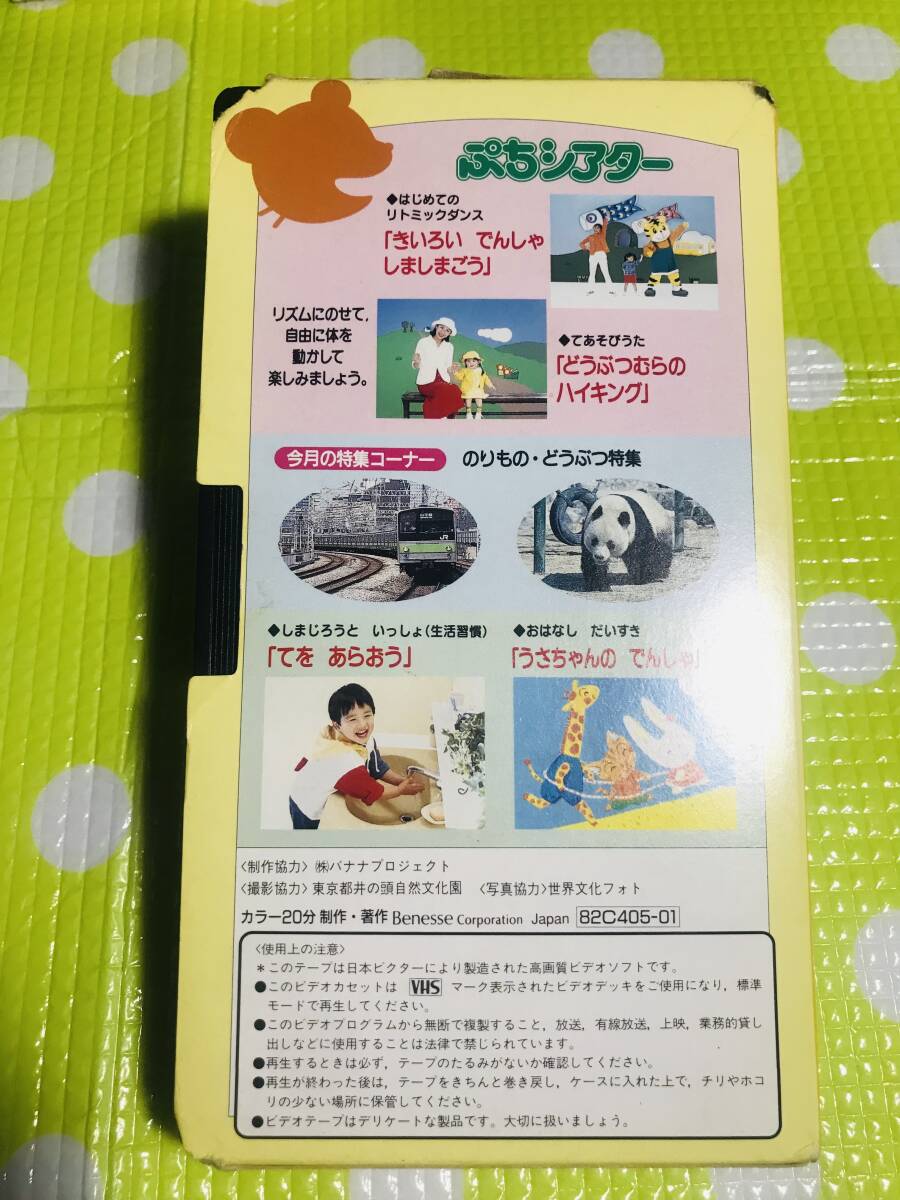 ぷちシアター
◆はじめての
リトミックダンス
「きいろい でんしゃ
しましまごう」
リズムにのせて,
自由に体を
動かして
楽しみましょう。
◆てあそびうた
「どうぶつむらの
ハイキング」
今月の特集コーナー のりもの・どうぶつ特集
JR
◆しまじろうと いっしょ(生活習慣)
「てを あらおう」
◆おはなし だいすき
「うさちゃんの でんしゃ」
〈制作協力〉 ㈱バナナプロジェクト
〈撮影協力〉 東京都井の頭自然文化園 〈写真協力〉世界文化フォト
カラー20分 制作・著作 Benesse Corporation Japan 82C405-01
〈使用上の注意〉
＊このテープは日本ビクターにより製造された高画質ビデオソフトです。
●このビデオカセットは VHS マーク表示されたビデオデッキをご使用になり, 標準
モードで再生してください。
●このビデオプログラムから無断で複製すること, 放送, 有線放送, 上映, 業務的貸し
出しなどに使用することは法律で禁じられています。
●再生するときは必ず, テープのたるみがないか確認してください。
●再生が終わった後は, テープをきちんと巻き戻し, ケースに入れた上で, チリやホコ
リの少ない場所に保管してください。
●ビデオテープはデリケートな製品です。大切に扱いましょう。